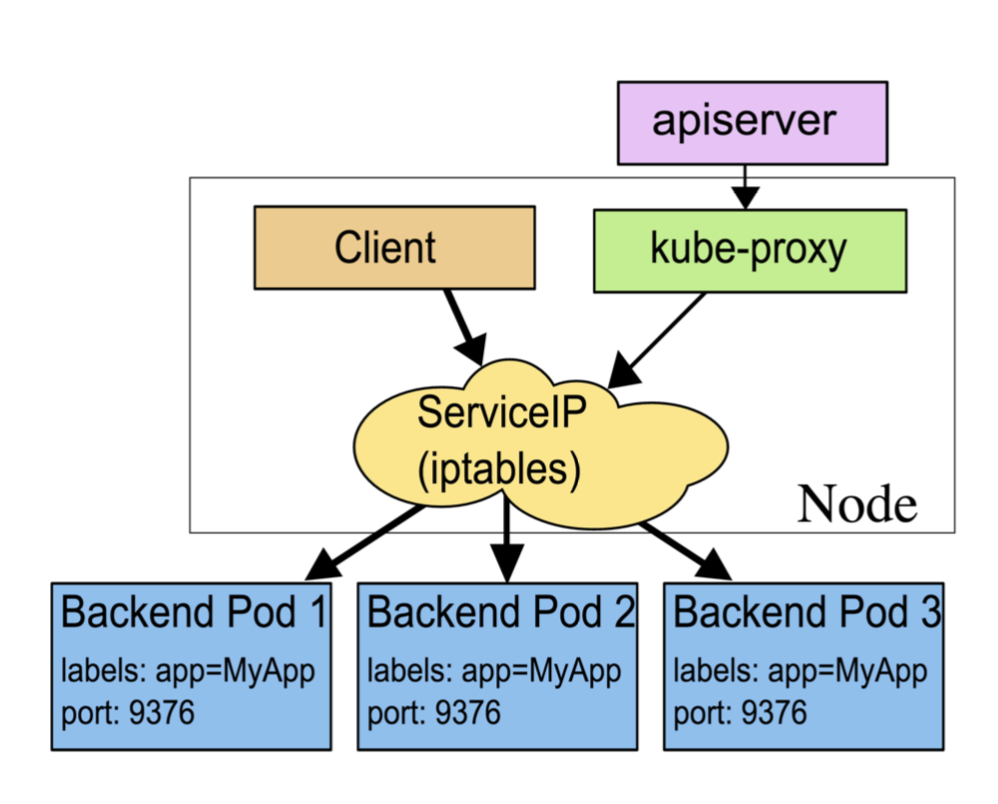 apiserver
Client
kube-proxy
ServiceIP
(iptables)
Node
Backend Pod 1
labels: app=MyApp
port: 9376
Backend Pod 2
labels: app=MyApp
port: 9376
Backend Pod 3
labels: app=MyApp
port: 9376